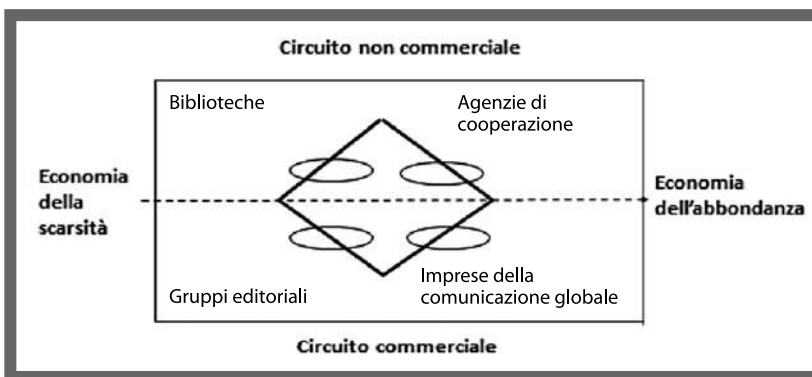 Circuito non commerciale
Biblioteche
Agenzie di
cooperazione
Economia
della
scarsità
Economia
dell'abbondanza
Gruppi editoriali
Imprese della
comunicazione globale
Circuito commerciale